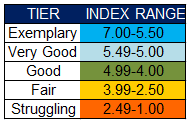 TIER INDEX RANGE
Exemplary 7.00-5.50
Very Good 5.49-5.00
Good 4.99-4.00
Fair 3.99-2.50
Struggling 2.49-1.00